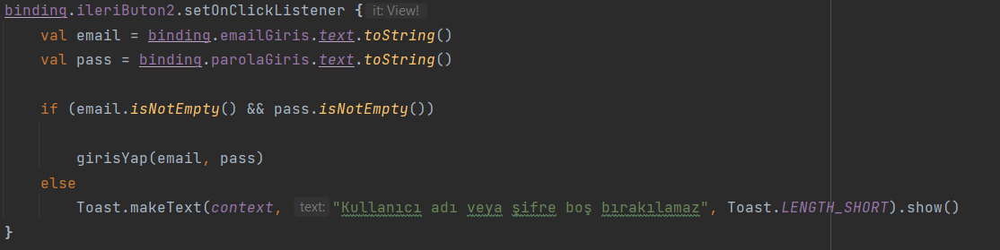 binding.ileriButon2.setOnClickListener { it: View!
    val email = binding.emailGiris.text.toString()
    val pass = binding.parolaGiris.text.toString()
    if (email.isNotEmpty() && pass.isNotEmpty())
        girisYap(email, pass)
    else
        Toast.makeText(context, text: "Kullanıcı adı veya şifre boş bırakılamaz", Toast.LENGTH_SHORT).show()
}